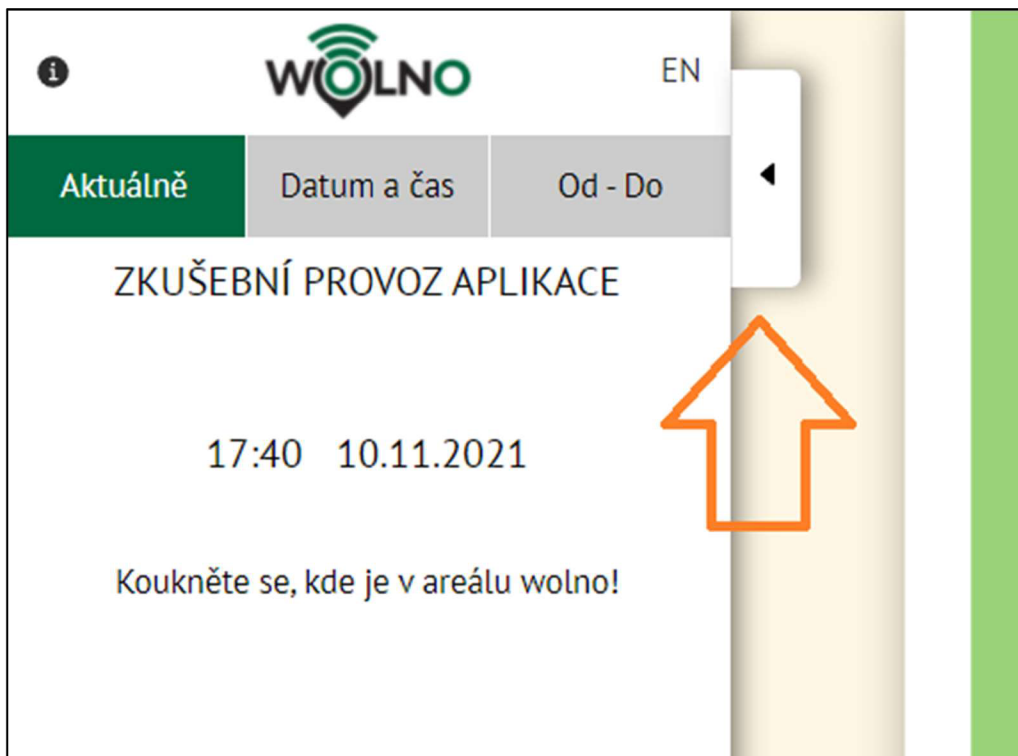 WOLNO
EN
Aktuálně Datum a čas Od - Do
ZKUŠEBNÍ PROVOZ APLIKACE
17:40 10.11.2021
Koukněte se, kde je v areálu wolno!